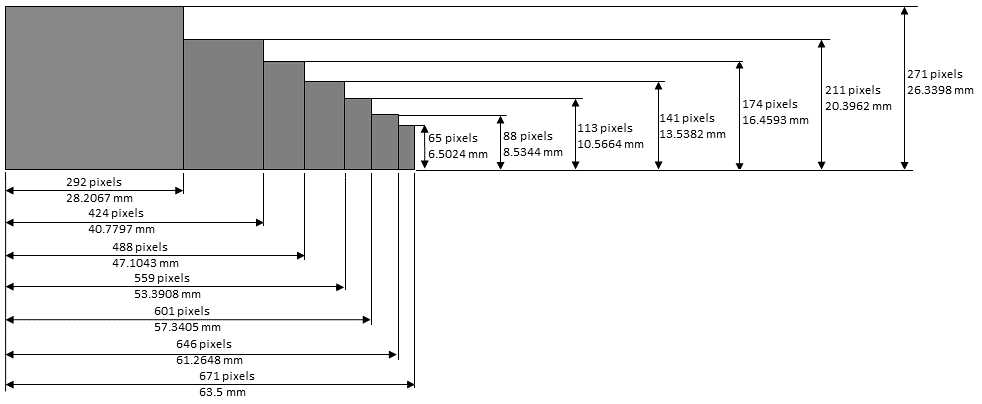 271 pixels
26.3398 mm
211 pixels
20.3962 mm
174 pixels
16.4593 mm
141 pixels
13.5382 mm
113 pixels
10.5664 mm
88 pixels
8.5344 mm
65 pixels
6.5024 mm
292 pixels
28.2067 mm
424 pixels
40.7797 mm
488 pixels
47.1043 mm
559 pixels
53.3908 mm
601 pixels
57.3405 mm
646 pixels
61.2648 mm
671 pixels
63.5 mm